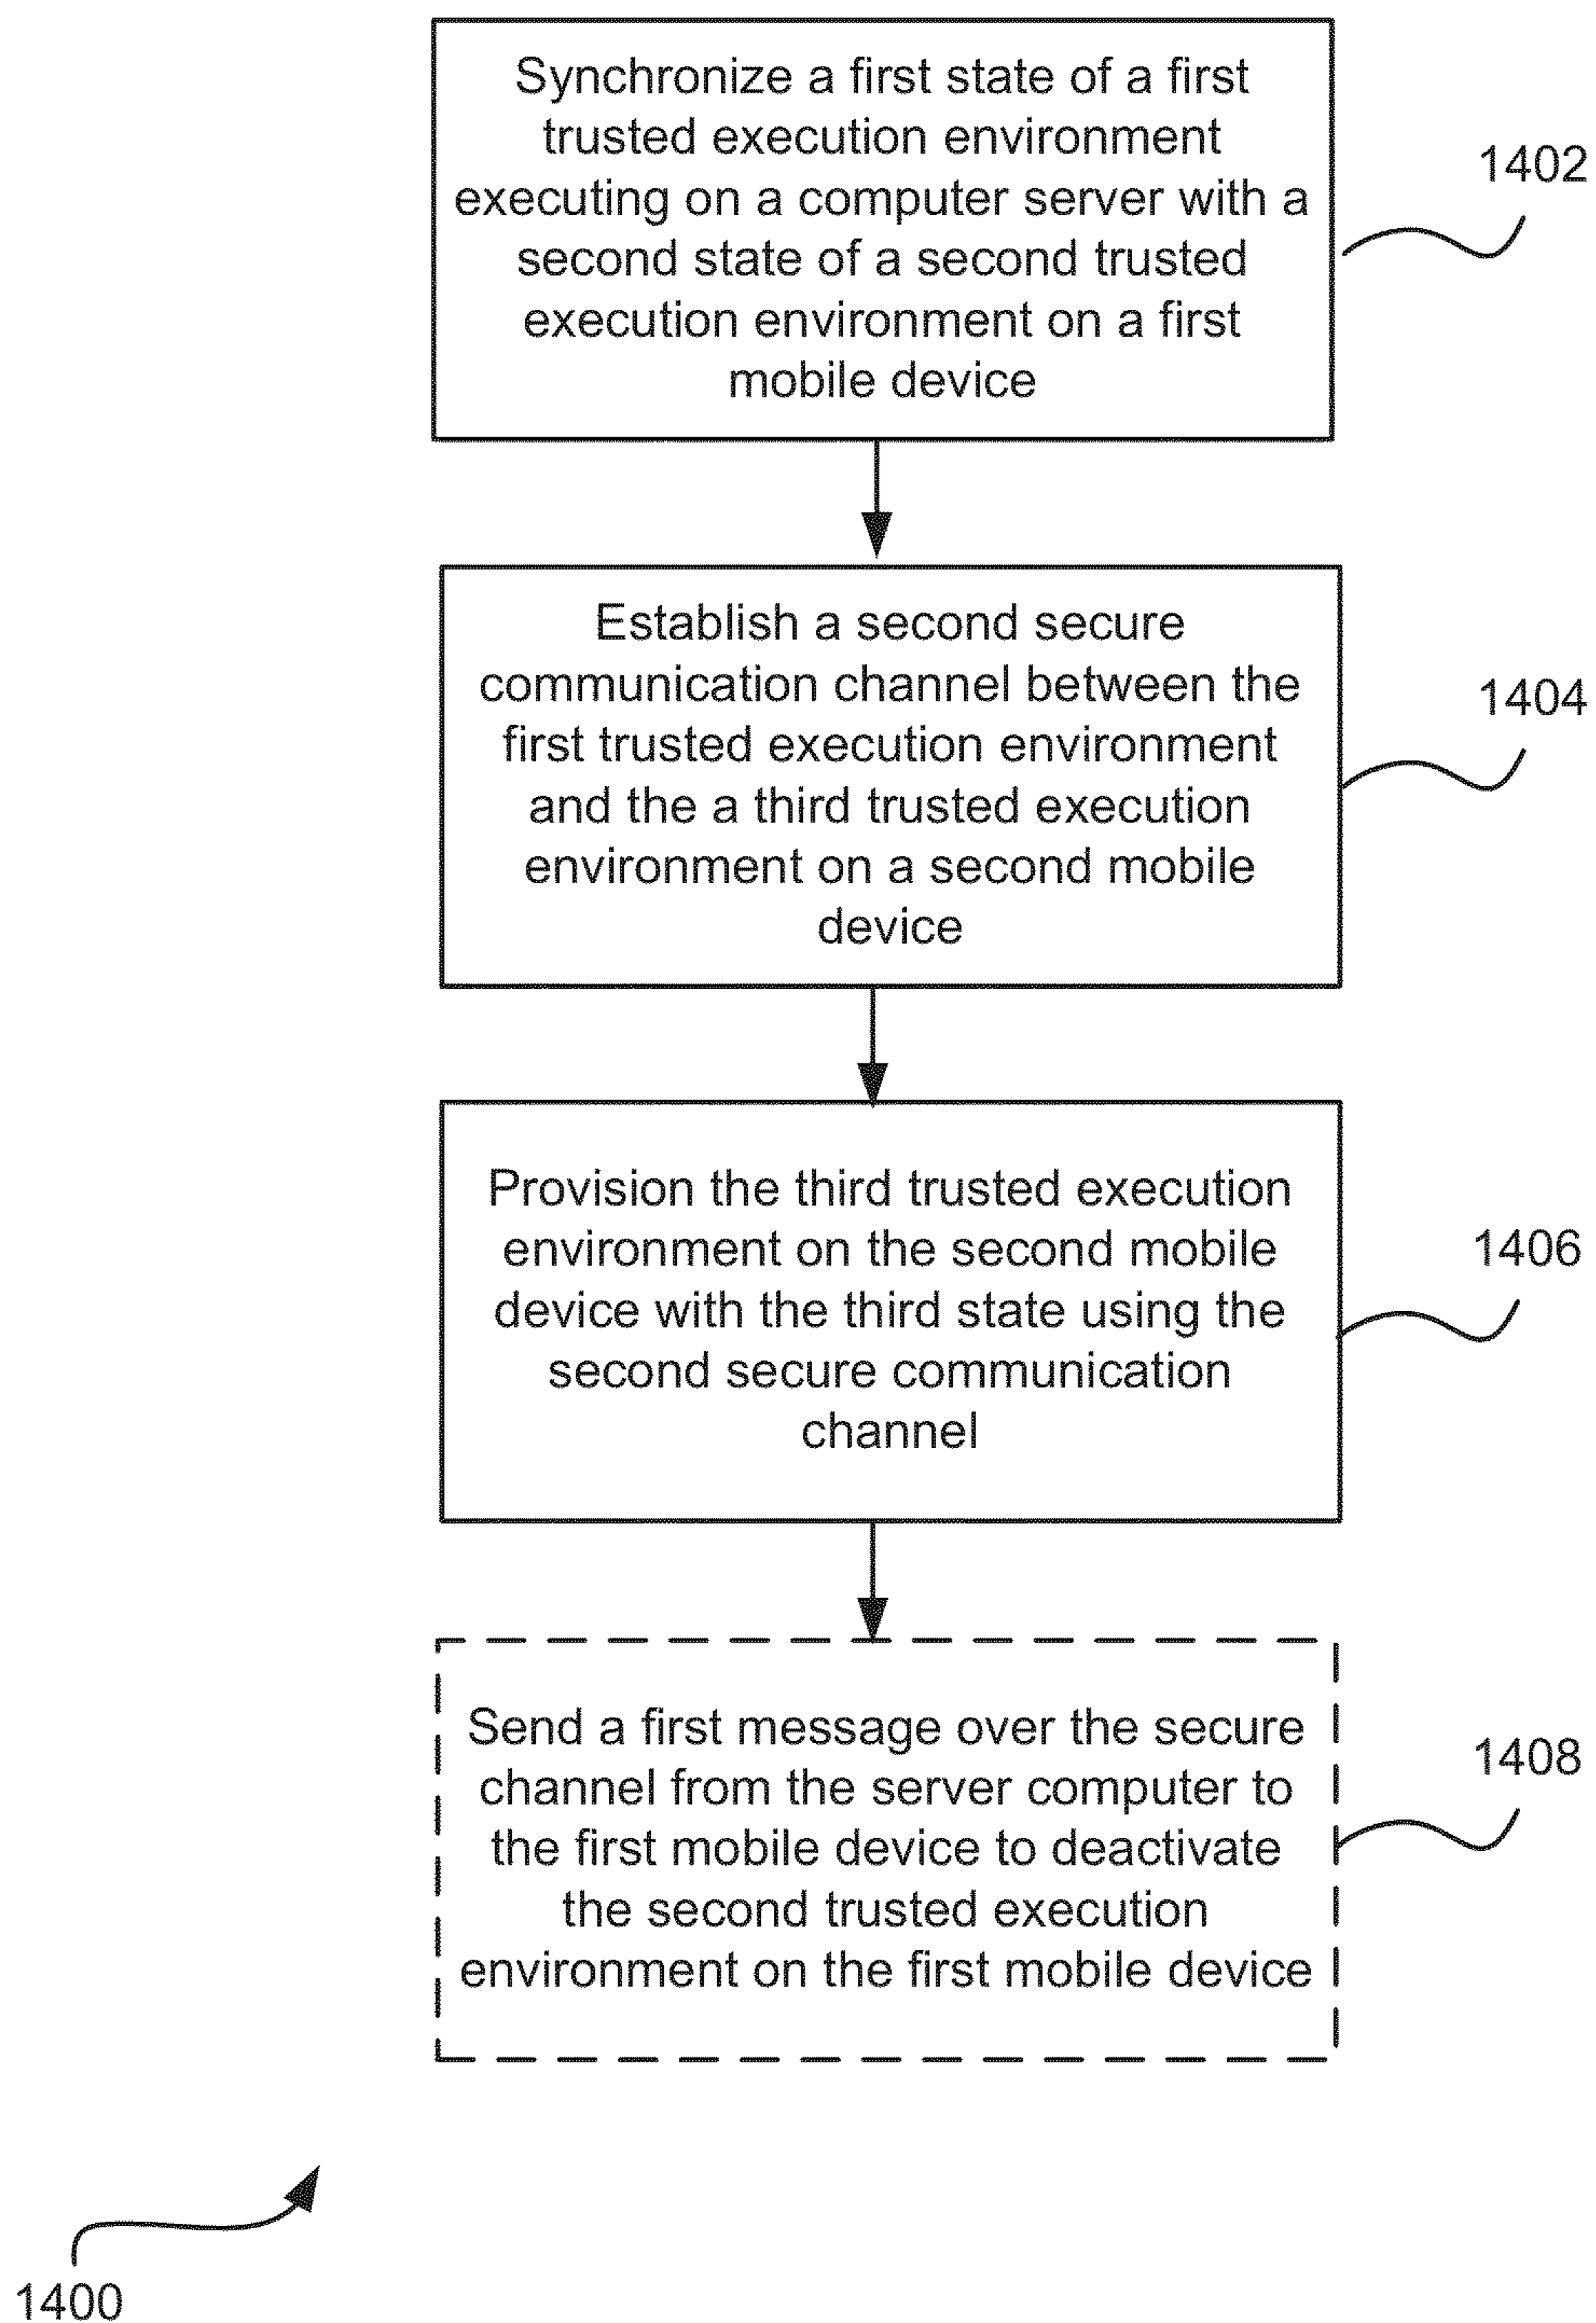 Synchronize a first state of a first
trusted execution environment
executing on a computer server with a
second state of a second trusted
execution environment on a first
mobile device
1402
Establish a second secure
communication channel between the
first trusted execution environment
and the a third trusted execution
environment on a second mobile
device
1404
Provision the third trusted execution
environment on the second mobile
device with the third state using the
second secure communication
channel
1406
Send a first message over the secure
channel from the server computer to
the first mobile device to deactivate
the second trusted execution
environment on the first mobile device
1408
1400